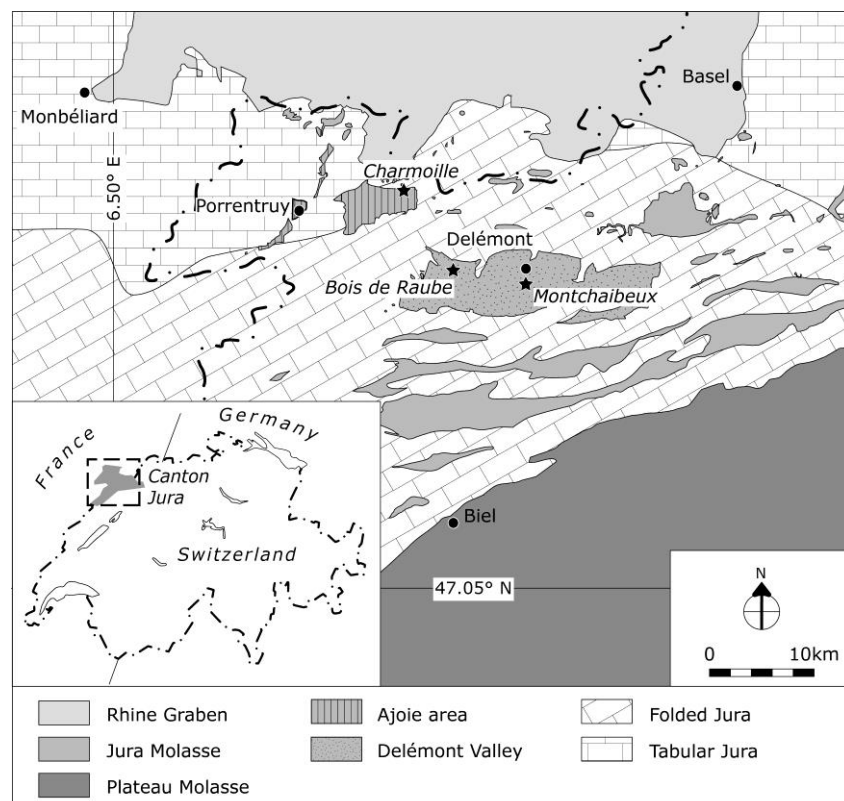 Basel
Monbéliard
6.50° E
Charmoille
Porrentruy
Delémont
Bois de Raube
Montchaibeux
Germany
France
Canton
Jura
Switzerland
Biel
47.05° N
N
0 10km
Rhine Graben
Ajoie area
Folded Jura
Jura Molasse
Delémont Valley
Tabular Jura
Plateau Molasse